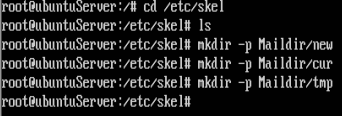 root@ubuntuServer:/# cd /etc/skel
root@ubuntuServer:/etc/skel# ls
root@ubuntuServer:/etc/skel# mkdir -p Maildir/new
root@ubuntuServer:/etc/skel# mkdir -p Maildir/cur
root@ubuntuServer:/etc/skel# mkdir -p Maildir/tmp
root@ubuntuServer:/etc/skel#